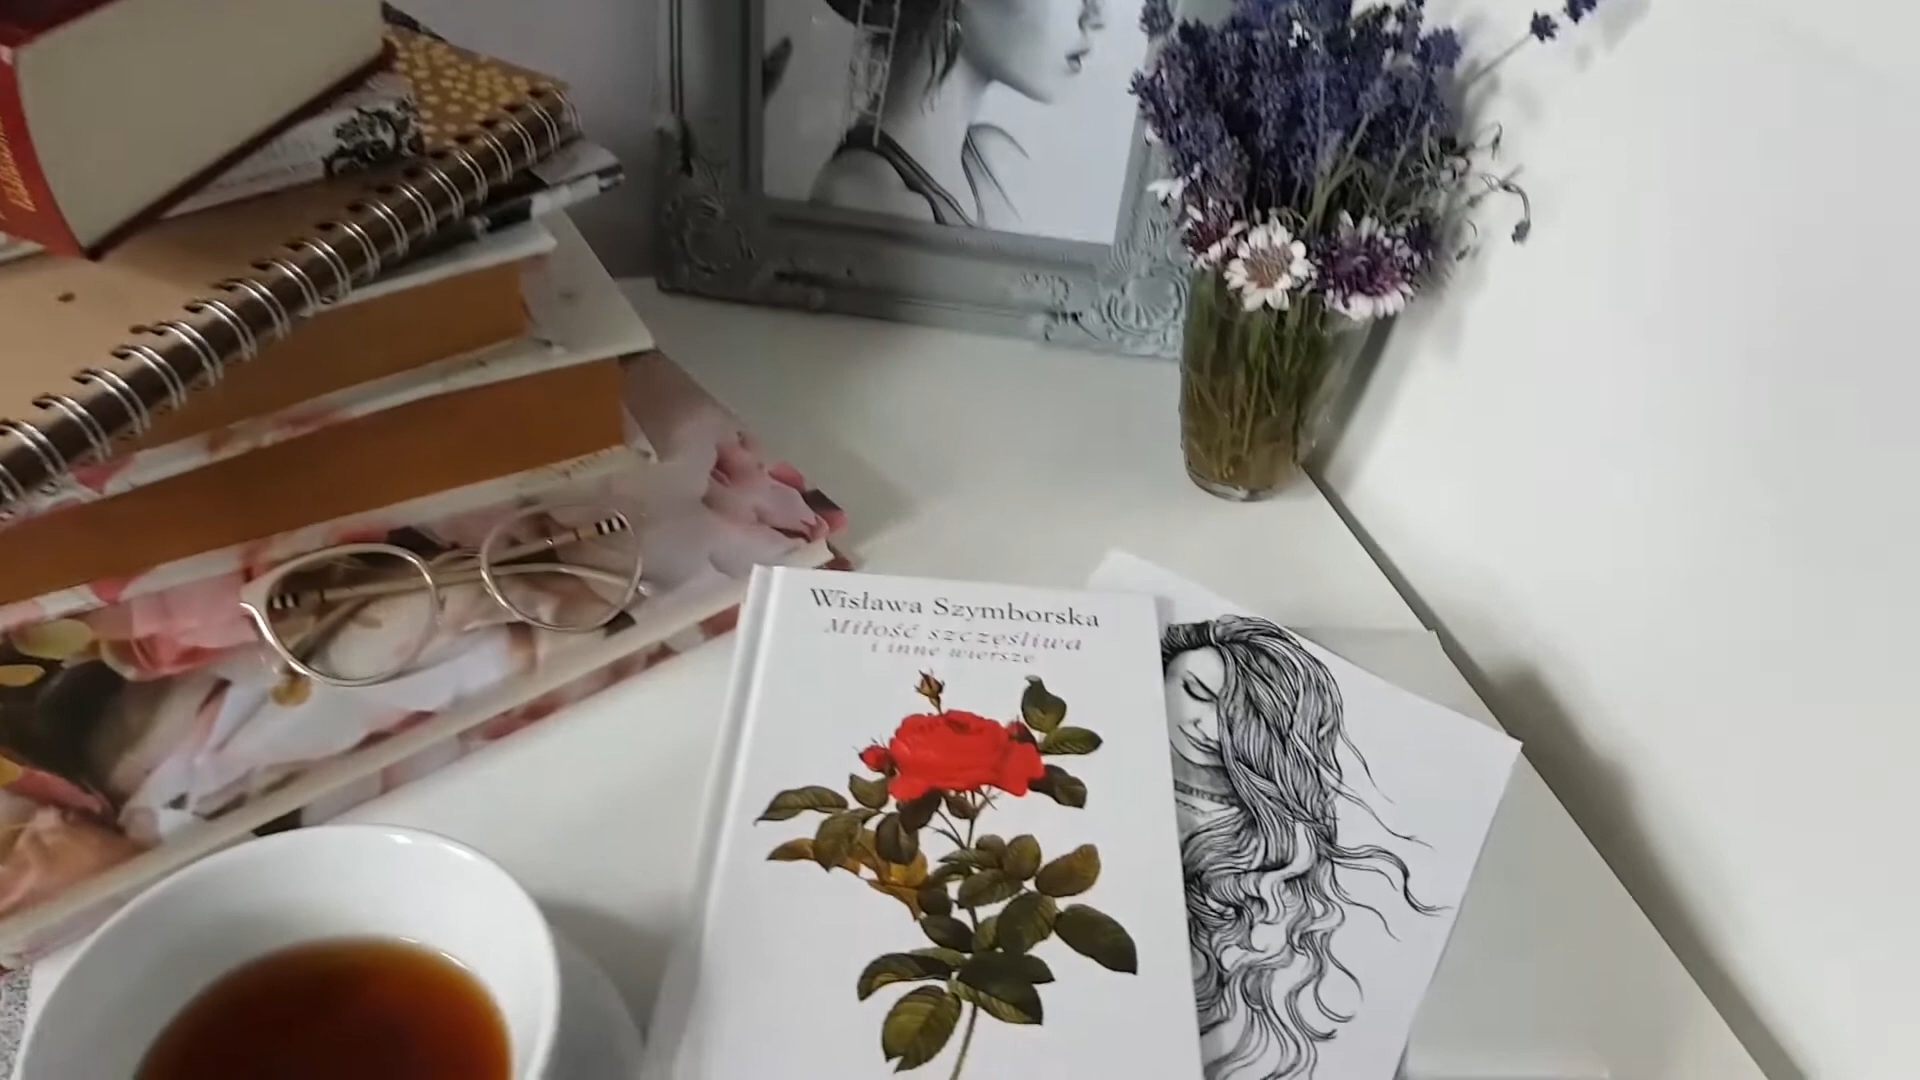 Wisława Szymborska
Miłość szczęśliwa
i inne wiersze